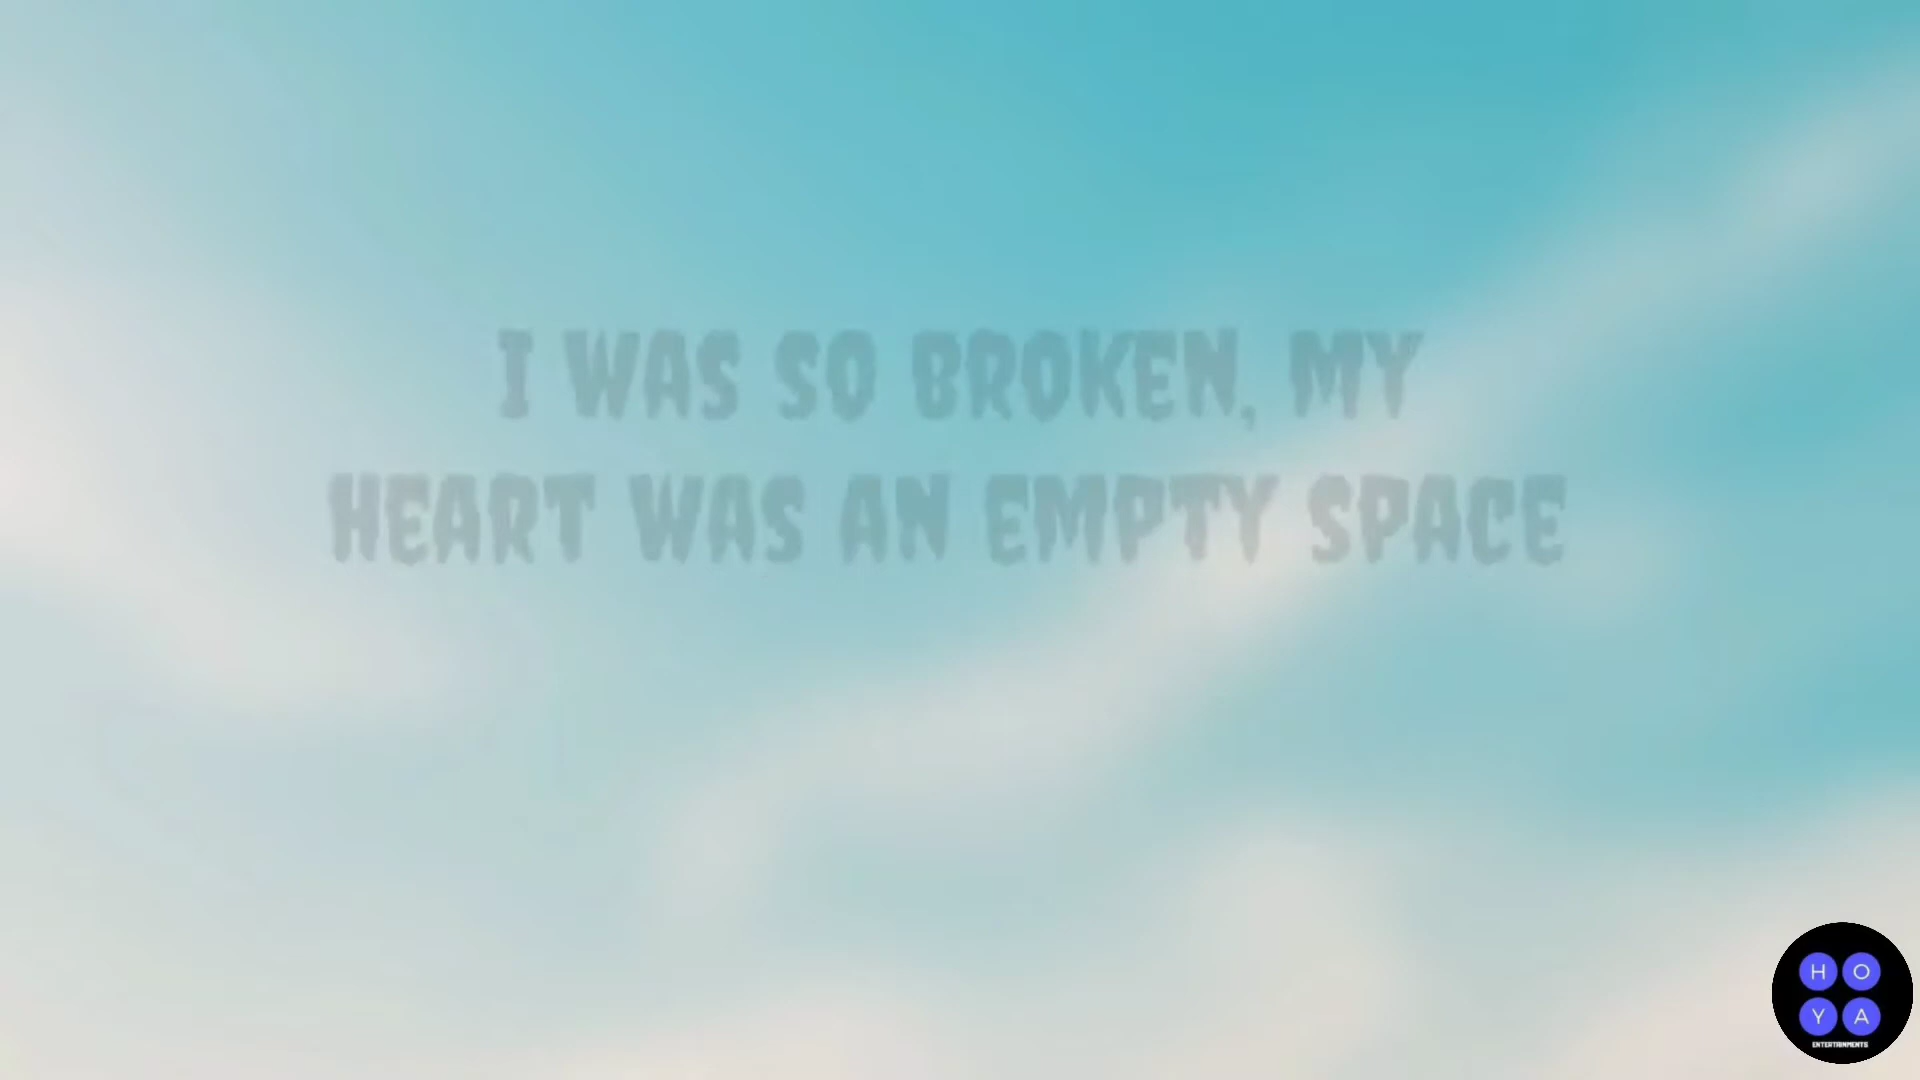 I WAS SO BROKEN, MY
HEART WAS AN EMPTY SPACE
H O
Y A
ENTERTAINMENTS